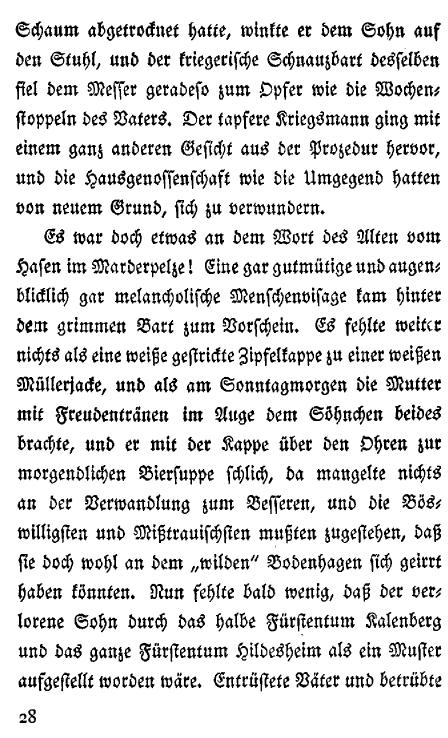 Schaum abgetrocknet hatte, winkte er dem Sohn auf
den Stuhl, und der kriegerische Schnauzbart desselben
fiel dem Messer geradeso zum Opfer wie die Wochen-
stoppeln des Vaters. Der tapfere Kriegsmann ging mit
einem ganz anderen Gesicht aus der Prozedur hervor,
und die Hausgenossenschaft wie die Umgegend hatten
von neuem Grund, sich zu verwundern.
Es war doch etwas an dem Wort des Alten vom
Hasen im Marderpelze! Eine gar gutmütige und augen-
blicklich gar melancholische Menschenvisage kam hinter
dem grimmen Bart zum Vorschein. Es fehlte weiter
nichts als eine weiße gestrickte Zipfelkappe zu einer weißen
Müllerjacke, und als am Sonntagmorgen die Mutter
mit Freudentränen im Auge dem Söhnchen beides
brachte, und er mit der Kappe über den Ohren zur
morgendlichen Biersuppe schlich, da mangelte nichts
an der Verwandlung zum Besseren, und die Bös-
willigsten und Mißtrauischsten mußten zugestehen, daß
sie doch wohl an dem „wilden“ Bodenhagen sich geirrt
haben könnten. Nun fehlte bald wenig, daß der ver-
lorene Sohn durch das halbe Fürstentum Kalenberg
und das ganze Fürstentum Hildesheim als ein Muster
aufgestellt worden wäre. Entrüstete Väter und betrübte
28